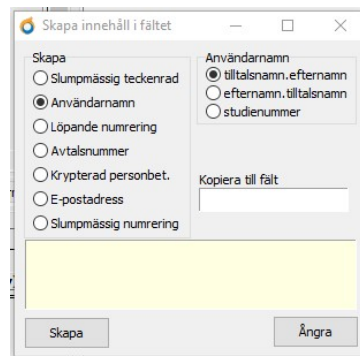 Skapa innehåll i fältet
Skapa
Slumpmässig teckenrad
Användarnamn
Löpande numrering
Avtalsnummer
Krypterad personbet.
E-postadress
Slumpmässig numrering
Användarnamn
tilltalsnamn.efternamn
efternamn.tilltalsnamn
studienummer
Kopiera till fält
Skapa
Ångra